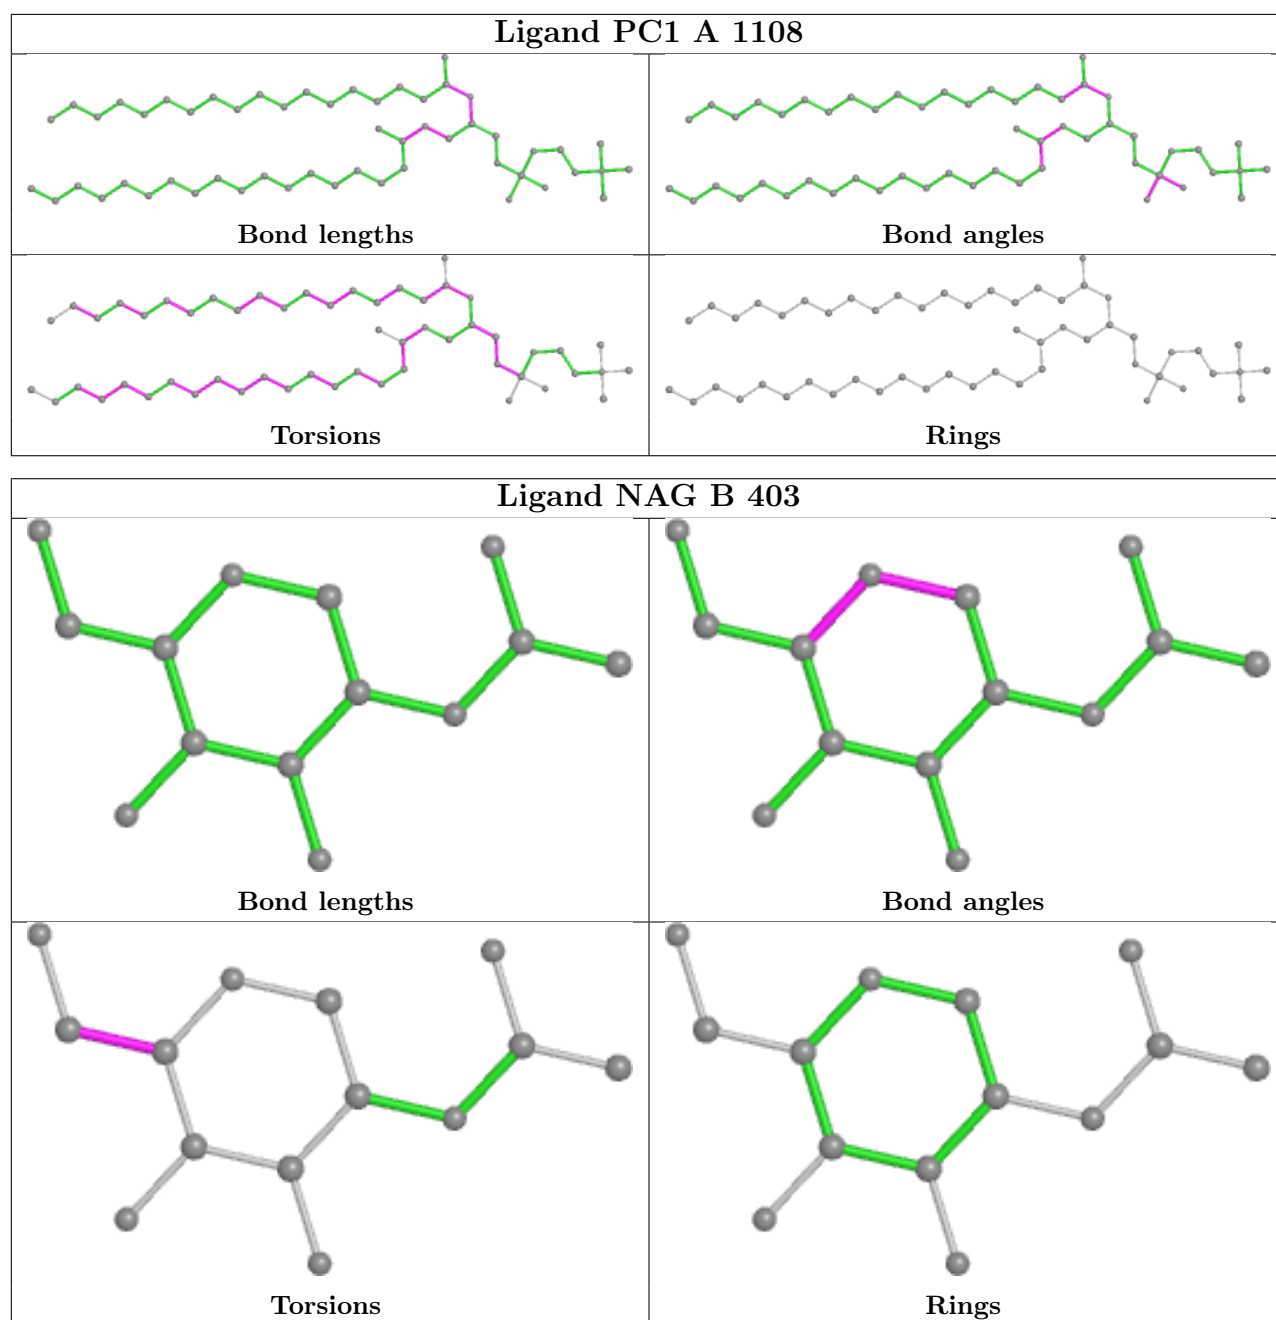 Ligand PC1 A 1108
Bond lengths
Bond angles
Torsions
Rings
Ligand NAG B 403
Bond lengths
Bond angles
Torsions
Rings